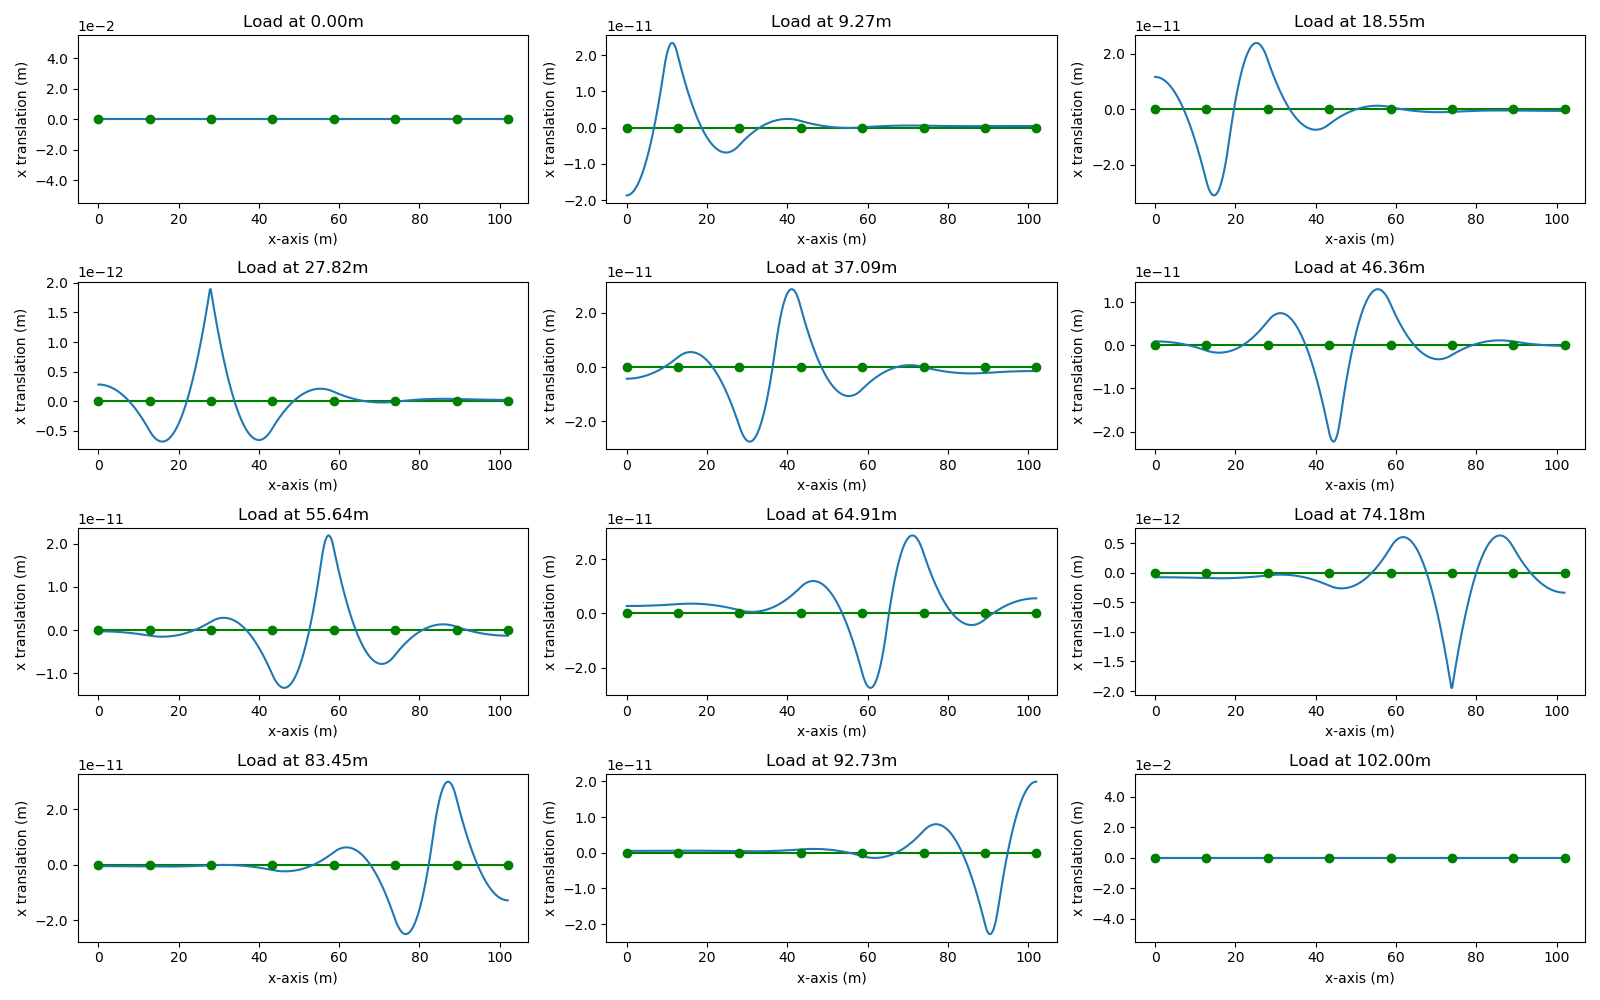 Load at 0.00m
1e−2
4.0
2.0
0.0
−2.0
−4.0
x translation (m)
0 20 40 60 80 100
x-axis (m)
Load at 9.27m
1e−11
2.0
1.0
0.0
−1.0
−2.0
x translation (m)
0 20 40 60 80 100
x-axis (m)
Load at 18.55m
1e−11
2.0
0.0
−2.0
x translation (m)
0 20 40 60 80 100
x-axis (m)
Load at 27.82m
1e−12
2.0
1.5
1.0
0.5
0.0
−0.5
x translation (m)
0 20 40 60 80 100
x-axis (m)
Load at 37.09m
1e−11
2.0
0.0
−2.0
x translation (m)
0 20 40 60 80 100
x-axis (m)
Load at 46.36m
1e−11
1.0
0.0
−1.0
−2.0
x translation (m)
0 20 40 60 80 100
x-axis (m)
Load at 55.64m
1e−11
2.0
1.0
0.0
−1.0
x translation (m)
0 20 40 60 80 100
x-axis (m)
Load at 64.91m
1e−11
2.0
0.0
−2.0
x translation (m)
0 20 40 60 80 100
x-axis (m)
Load at 74.18m
1e−12
0.5
0.0
−0.5
−1.0
−1.5
−2.0
x translation (m)
0 20 40 60 80 100
x-axis (m)
Load at 83.45m
1e−11
2.0
0.0
−2.0
x translation (m)
0 20 40 60 80 100
x-axis (m)
Load at 92.73m
1e−11
2.0
1.0
0.0
−1.0
−2.0
x translation (m)
0 20 40 60 80 100
x-axis (m)
Load at 102.00m
1e−2
4.0
2.0
0.0
−2.0
−4.0
x translation (m)
0 20 40 60 80 100
x-axis (m)